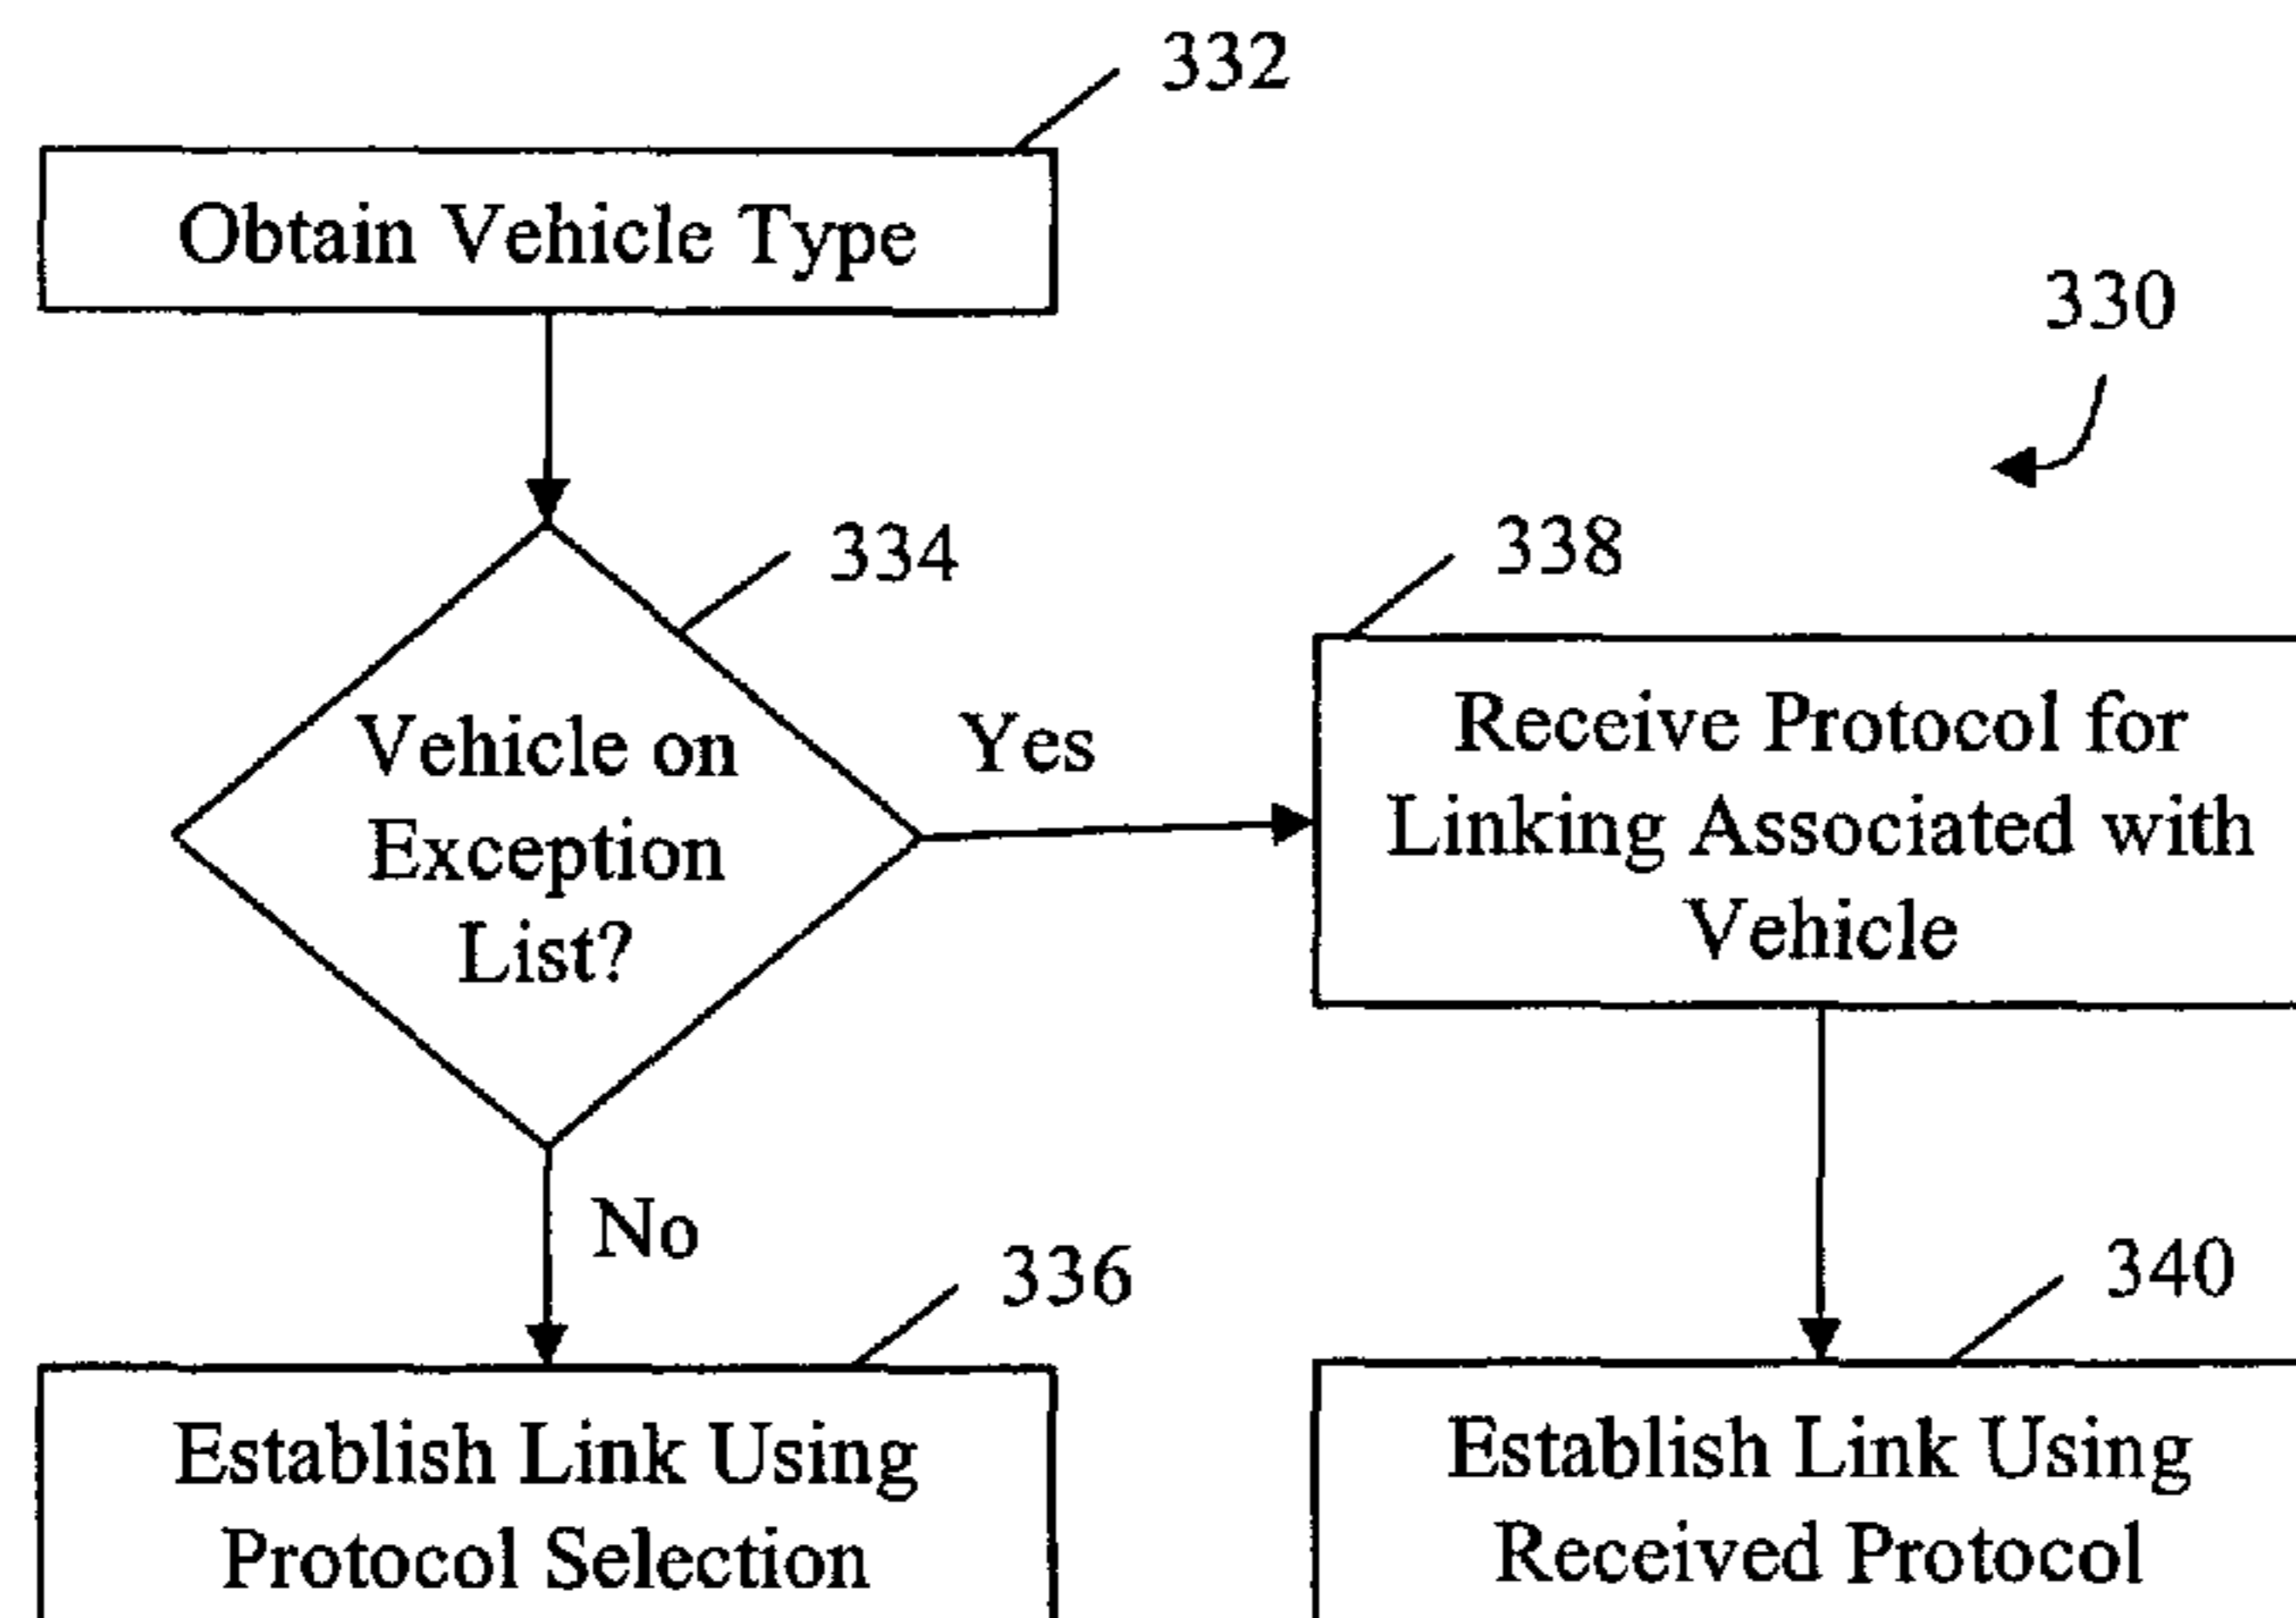 332
Obtain Vehicle Type
330
334
338
Vehicle on
Exception
List?
Yes
Receive Protocol for
Linking Associated with
Vehicle
No
336
340
Establish Link Using
Protocol Selection
Establish Link Using
Received Protocol